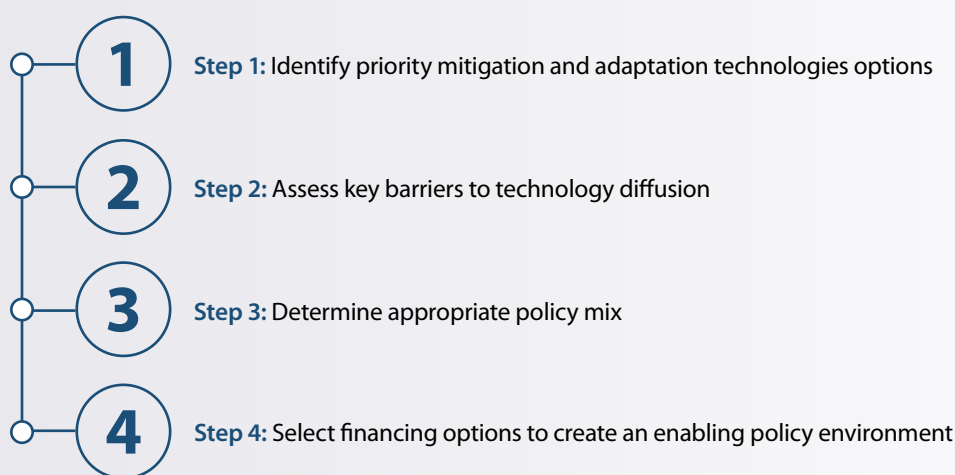 1
Step 1: Identify priority mitigation and adaptation technologies options
2
Step 2: Assess key barriers to technology diffusion
3
Step 3: Determine appropriate policy mix
4
Step 4: Select financing options to create an enabling policy environment